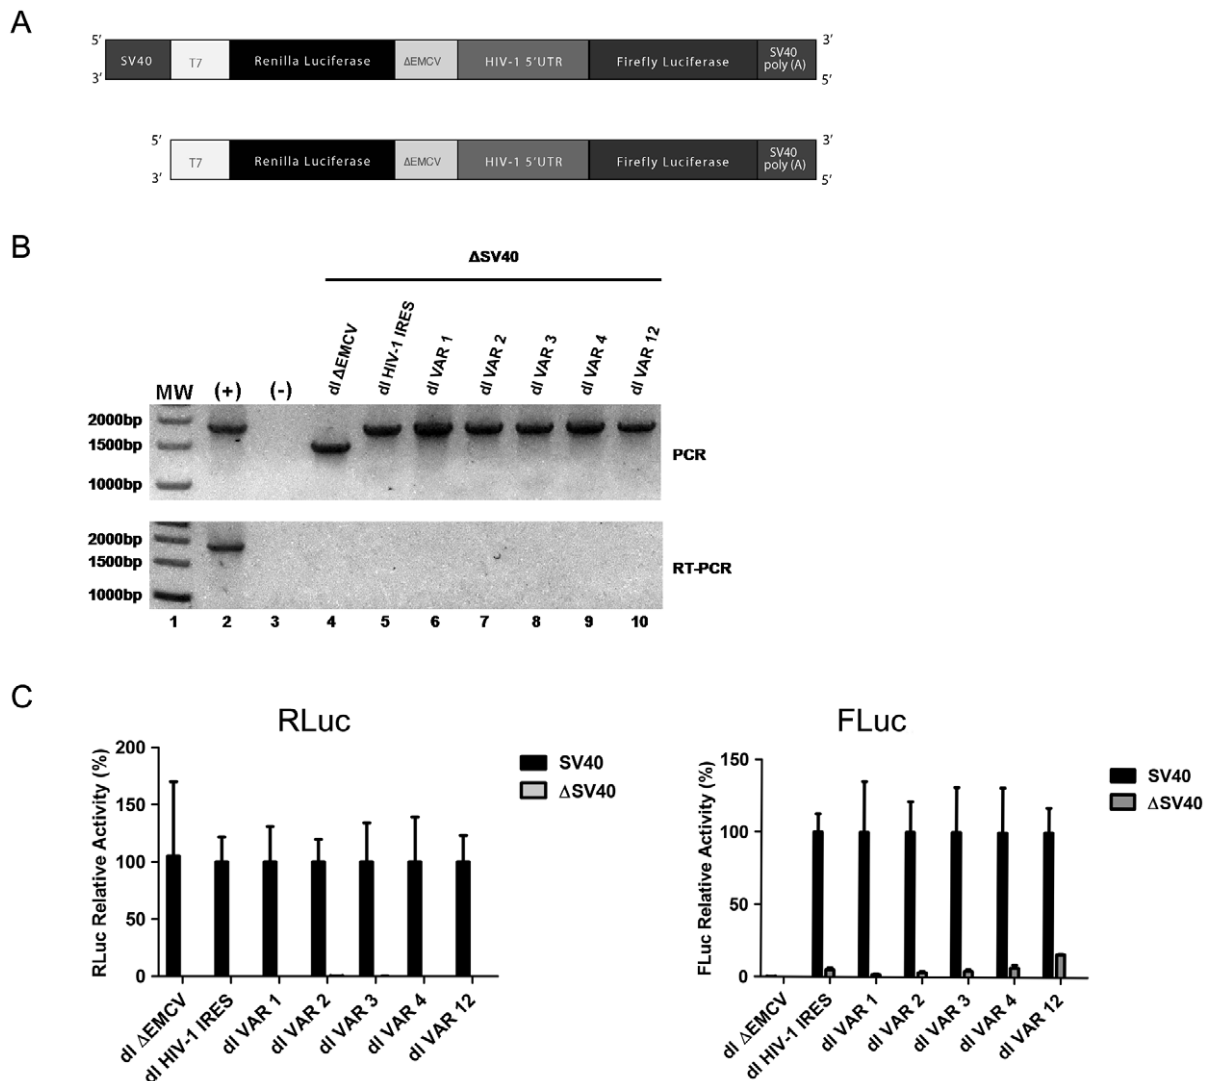 A
5' 3'
SV40 T7 Renilla Luciferase ΔEMCV HIV-1 5'UTR Firefly Luciferase SV40 poly (A)
3' 5'
5' 3'
T7 Renilla Luciferase ΔEMCV HIV-1 5'UTR Firefly Luciferase SV40 poly (A)
3' 5'
B
ΔSV40
MW (+) (-) dl ΔEMCV dl HIV-1 IRES dl VAR 1 dl VAR 2 dl VAR 3 dl VAR 4 dl VAR 12
2000bp
1500bp
1000bp
PCR
2000bp
1500bp
1000bp
RT-PCR
1 2 3 4 5 6 7 8 9 10
C
RLuc
RLuc Relative Activity (%)
200
150
100
50
0
SV40
ΔSV40
dl ΔEMCV dl HIV-1 IRES dl VAR 1 dl VAR 2 dl VAR 3 dl VAR 4 dl VAR 12
FLuc
FLuc Relative Activity (%)
150
100
50
0
SV40
ΔSV40
dl ΔEMCV dl HIV-1 IRES dl VAR 1 dl VAR 2 dl VAR 3 dl VAR 4 dl VAR 12